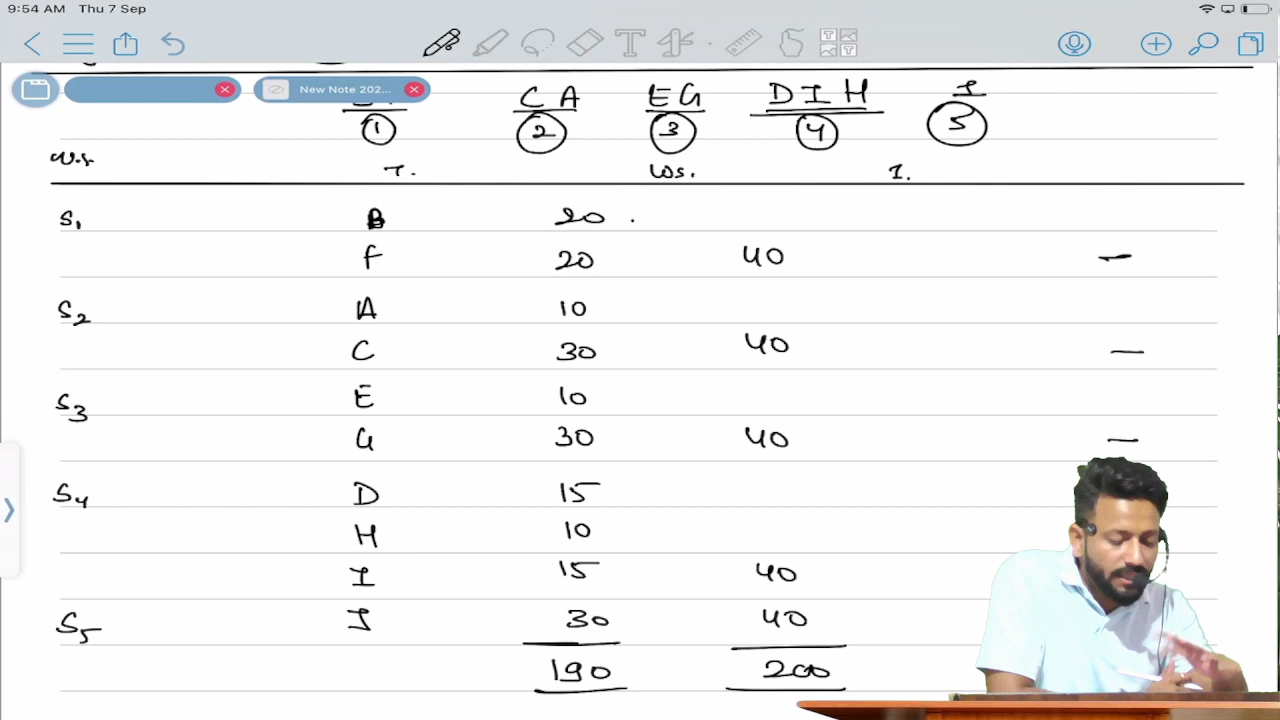 9:54 AM Thu 7 Sep
New Note 202...
CA EG DIH
1 2 3 4 5
W.S T. Ws. I.
S1 B 20
F 20 40 —
S2 A 10
C 30 40 —
S3 E 10
G 30 40 —
S4 D 15
H 10
I 15 40
S5 J 30 40
190 200